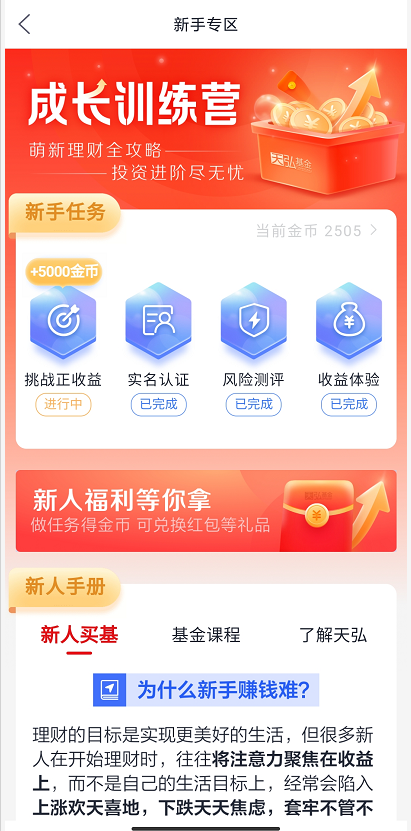 新手专区
成长训练营
萌新理财全攻略
投资进阶尽无忧
天弘基金
新手任务
当前金币 2505
+5000金币
挑战正收益
实名认证
风险测评
收益体验
进行中
已完成
已完成
已完成
新人福利等你拿
做任务得金币 可兑换红包等礼品
新人手册
新人买基
基金课程
了解天弘
为什么新手赚钱难?
理财的目标是实现更美好的生活，但很多新
人在开始理财时，往往将注意力聚焦在收益
上，而不是自己的生活目标上，经常会陷入
上涨欢天喜地，下跌天天焦虑，套牢不管不